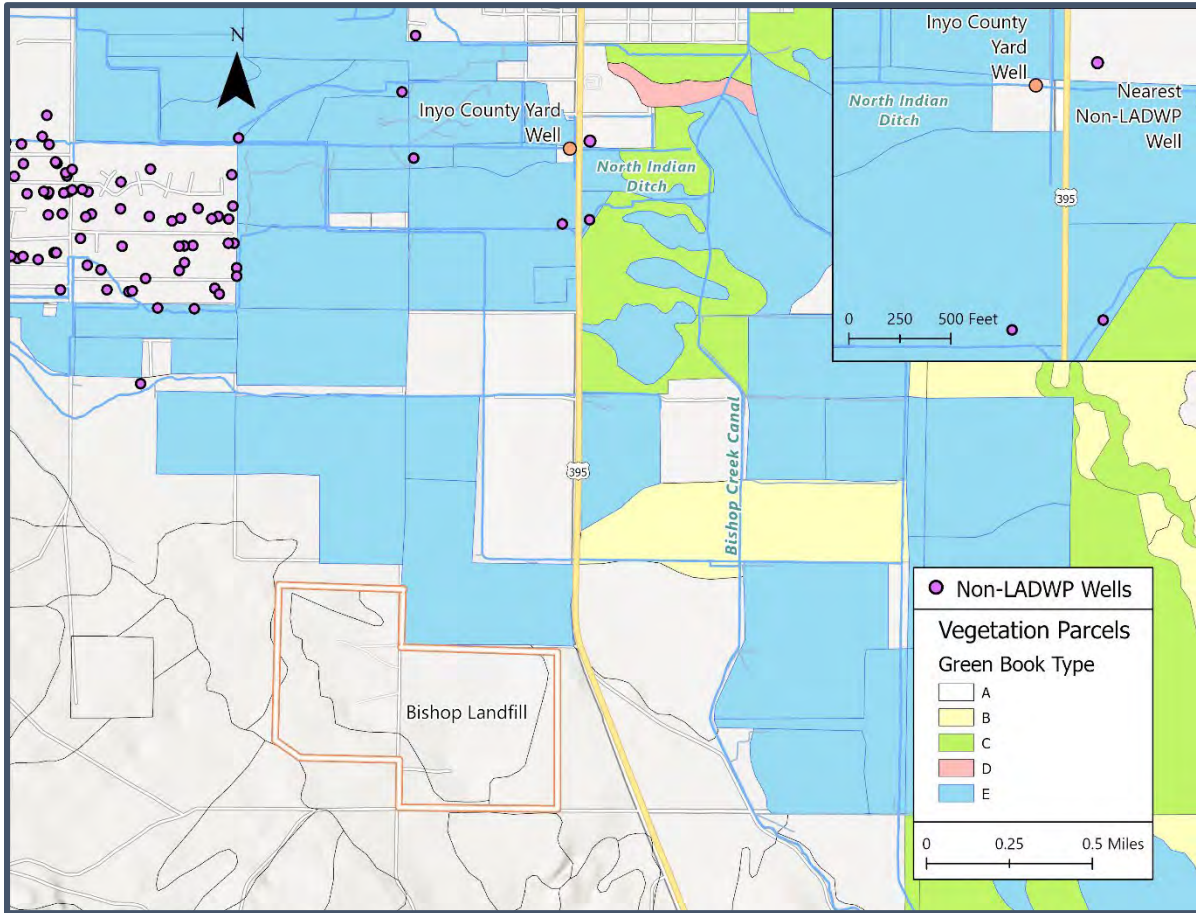 N
Inyo County Yard
Well
North Indian
Ditch
Inyo County
Yard
Well
North Indian
Ditch
Nearest
Non-LADWP
Well
395
0 250 500 Feet
395
Bishop Creek Canal
Bishop Landfill
Non-LADWP Wells
Vegetation Parcels
Green Book Type
A
B
C
D
E
0 0.25 0.5 Miles